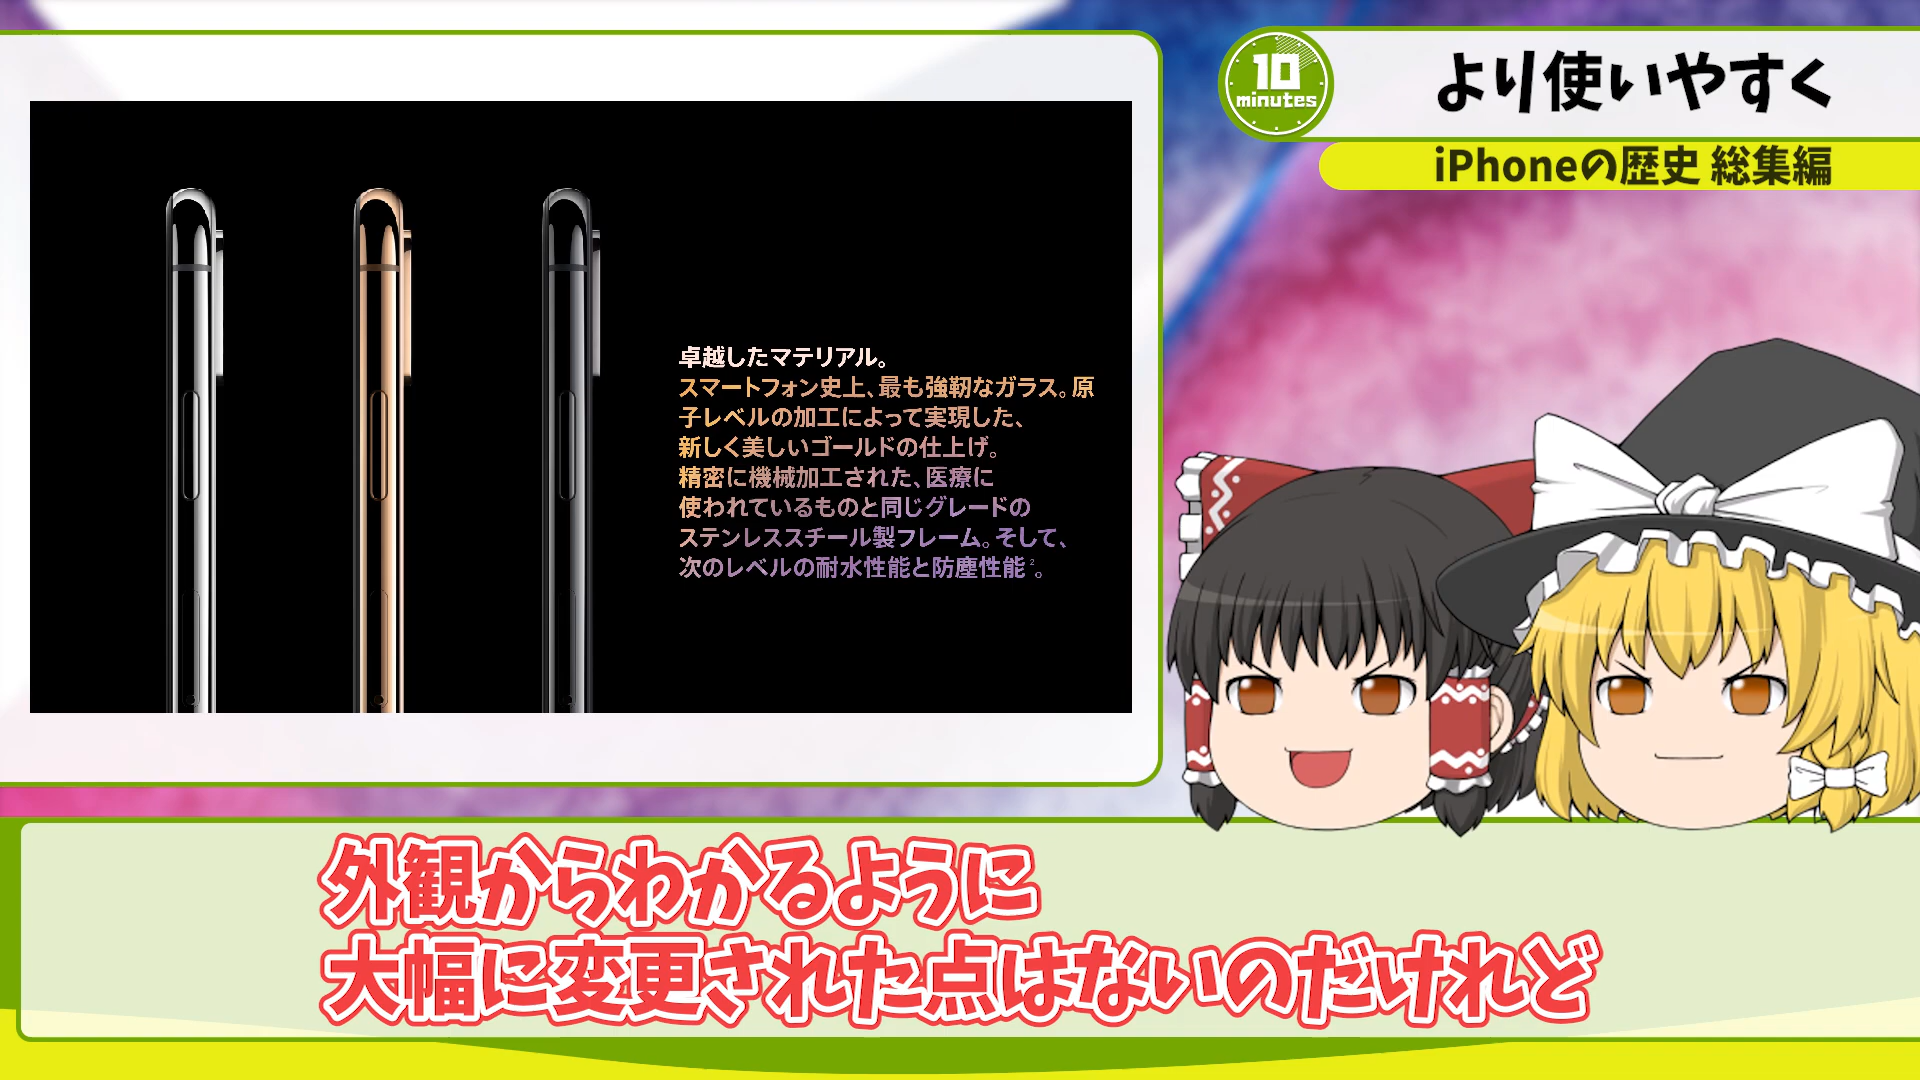 10
minutes
より使いやすく
iPhoneの歴史 総集編
卓越したマテリアル。
スマートフォン史上、最も強靭なガラス。原
子レベルの加工によって実現した、
新しく美しいゴールドの仕上げ。
精密に機械加工された、医療に
使われているものと同じグレードの
ステンレススチール製フレーム。そして、
次のレベルの耐水性能と防塵性能2。
外観からわかるように
大幅に変更された点はないのだけれど